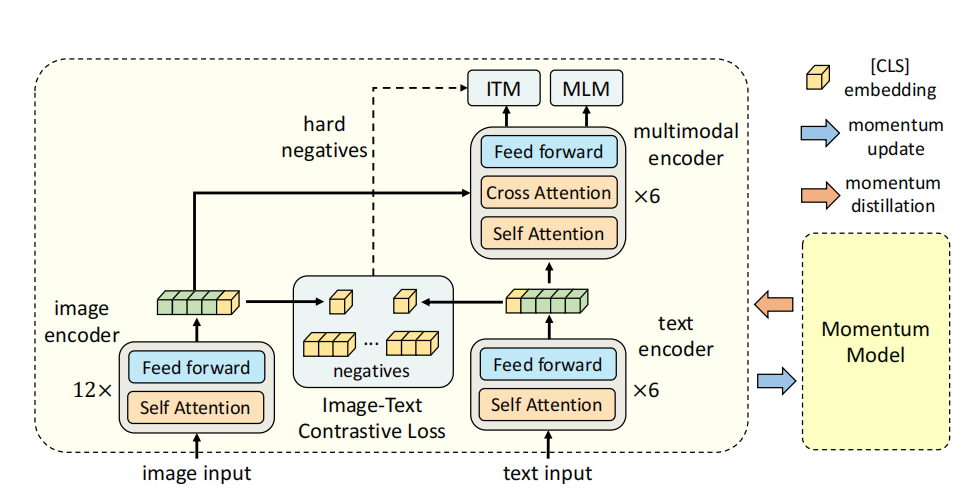 ITM
MLM
hard
negatives
multimodal
encoder
Feed forward
Cross Attention
×6
Self Attention
[CLS]
embedding
momentum
update
momentum
distillation
image
encoder
Feed forward
12×
Self Attention
image input
...
negatives
Image-Text
Contrastive Loss
text
encoder
Feed forward
×6
Self Attention
text input
Momentum
Model